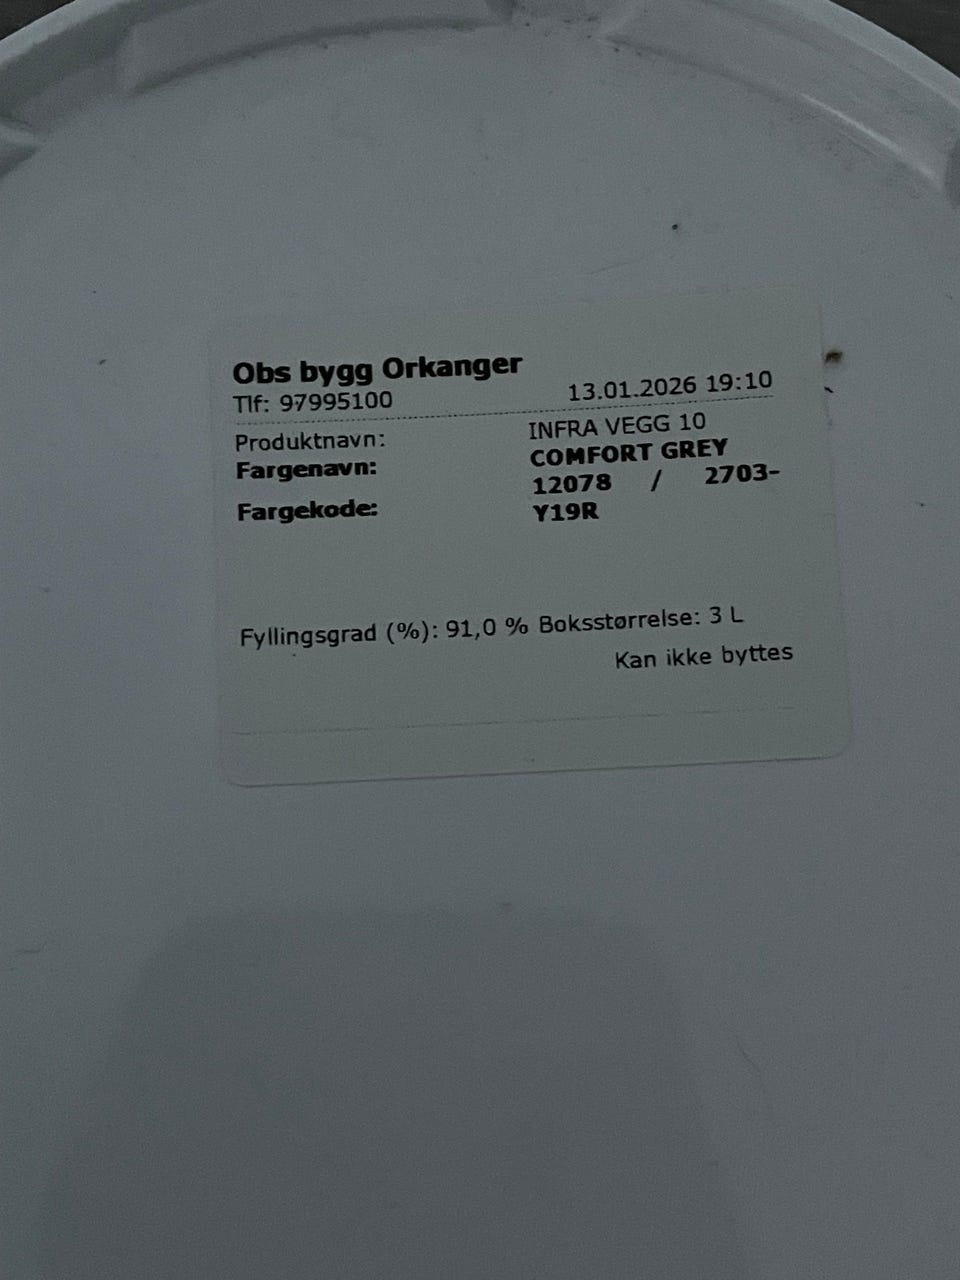 Obs bygg Orkanger
Tlf: 97995100 13.01.2026 19:10
Produktnavn: INFRA VEGG 10
Fargenavn: COMFORT GREY
Fargekode: 12078 / 2703-
Y19R
Fyllingsgrad (%): 91,0 % Boksstørrelse: 3 L
Kan ikke byttes